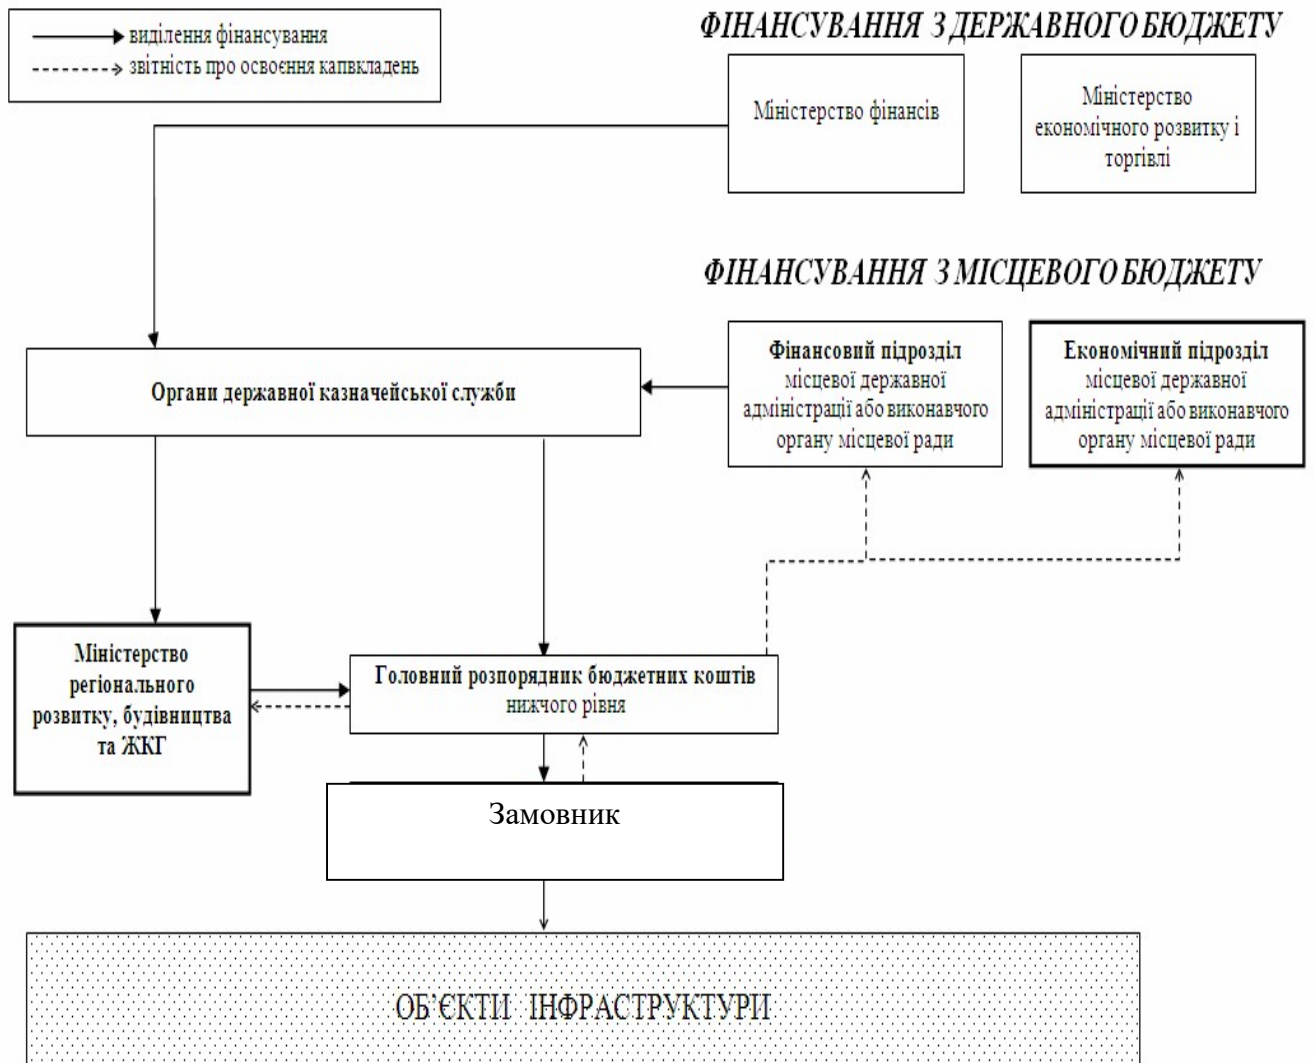 виділення фінансування
звітність про освоєння капвкладень
ФІНАНСУВАННЯ З ДЕРЖАВНОГО БЮДЖЕТУ
Міністерство фінансів
Міністерство
економічного розвитку і
торгівлі
ФІНАНСУВАННЯ З МІСЦЕВОГО БЮДЖЕТУ
Органи державної казначейської служби
Фінансовий підрозділ
місцевої державної
адміністрації або виконавчого
органу місцевої ради
Економічний підрозділ
місцевої державної
адміністрації або виконавчого
органу місцевої ради
Міністерство
регіонального
розвитку, будівництва
та ЖКГ
Головний розпорядник бюджетних коштів
нижчого рівня
Замовник
ОБ’ЄКТИ ІНФРАСТРУКТУРИ